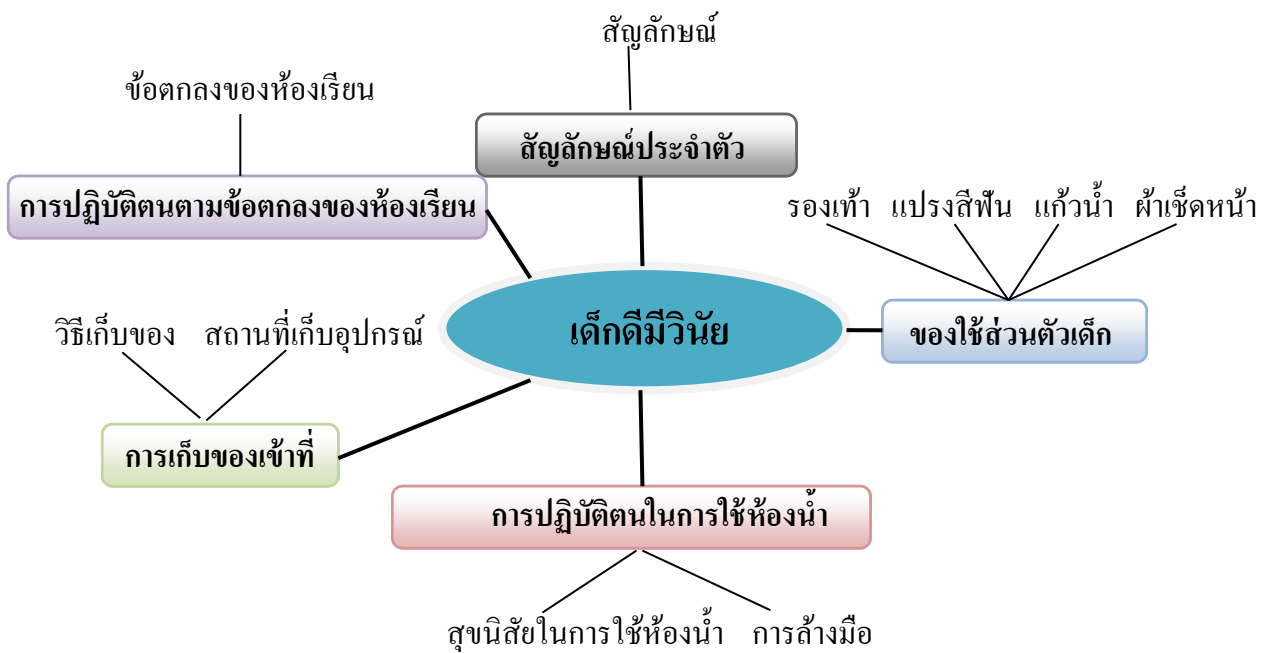 สัญลักษณ์
ข้อตกลงของห้องเรียน
สัญลักษณ์ประจำตัว
การปฏิบัติตนตามข้อตกลงของห้องเรียน
รองเท้า แปรงสีฟัน แก้วน้ำ ผ้าเช็ดหน้า
เด็กดีมีวินัย
ของใช้ส่วนตัวเด็ก
วิธีเก็บของ สถานที่เก็บอุปกรณ์
การเก็บของเข้าที่
การปฏิบัติตนในการใช้ห้องน้ำ
สุขนิสัยในการใช้ห้องน้ำ การล้างมือ